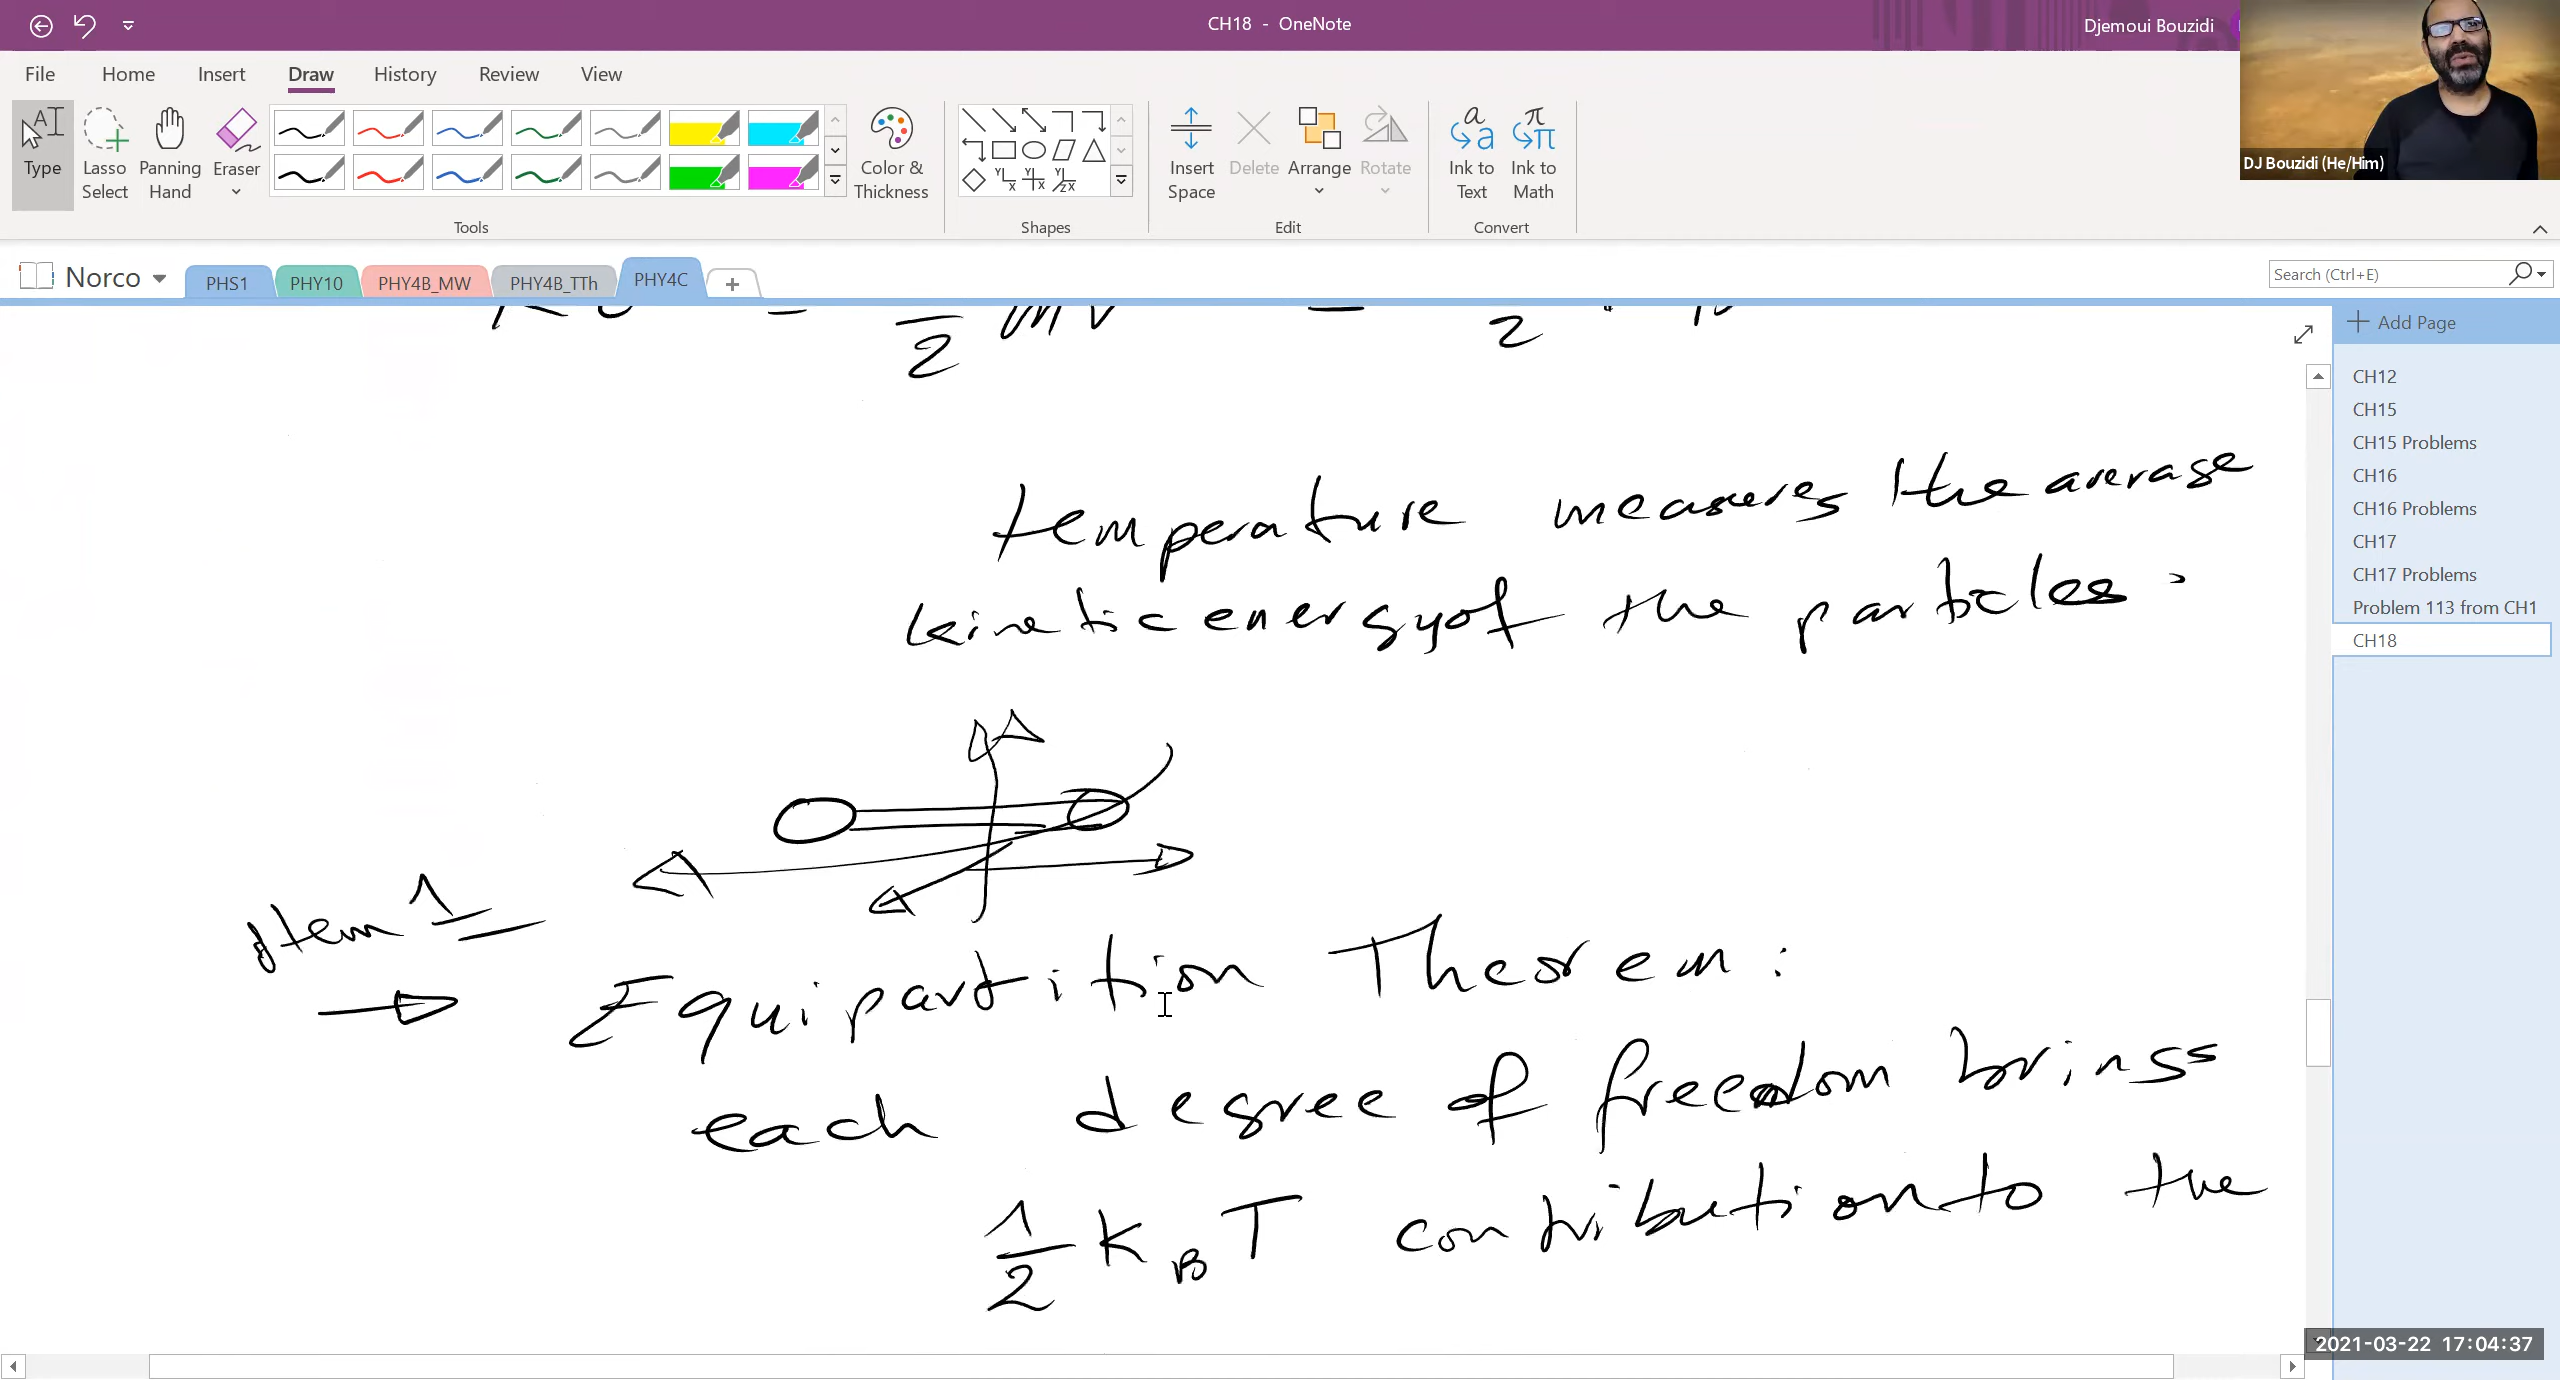 CH18 - OneNote
Djemoui Bouzidi
File Home Insert Draw History Review View
Type
Lasso Select
Panning Hand
Eraser
Color & Thickness
Insert Space
Delete
Arrange
Rotate
Ink to Text
Ink to Math
Tools
Shapes
Edit
Convert
DJ Bouzidi (He/Him)
Norco
PHS1 PHY10 PHY4B_MW PHY4B_TTh PHY4C
Search (Ctrl+E)
Add Page
CH12
CH15
CH15 Problems
CH16
CH16 Problems
CH17
CH17 Problems
Problem 113 from CH1
CH18
temperature measures the average
kinetic energy of the particles.
Item 1
Equipartition Theorem:
each degree of freedom brings
1/2 K_B T contribution to the
2021-03-22 17:04:37